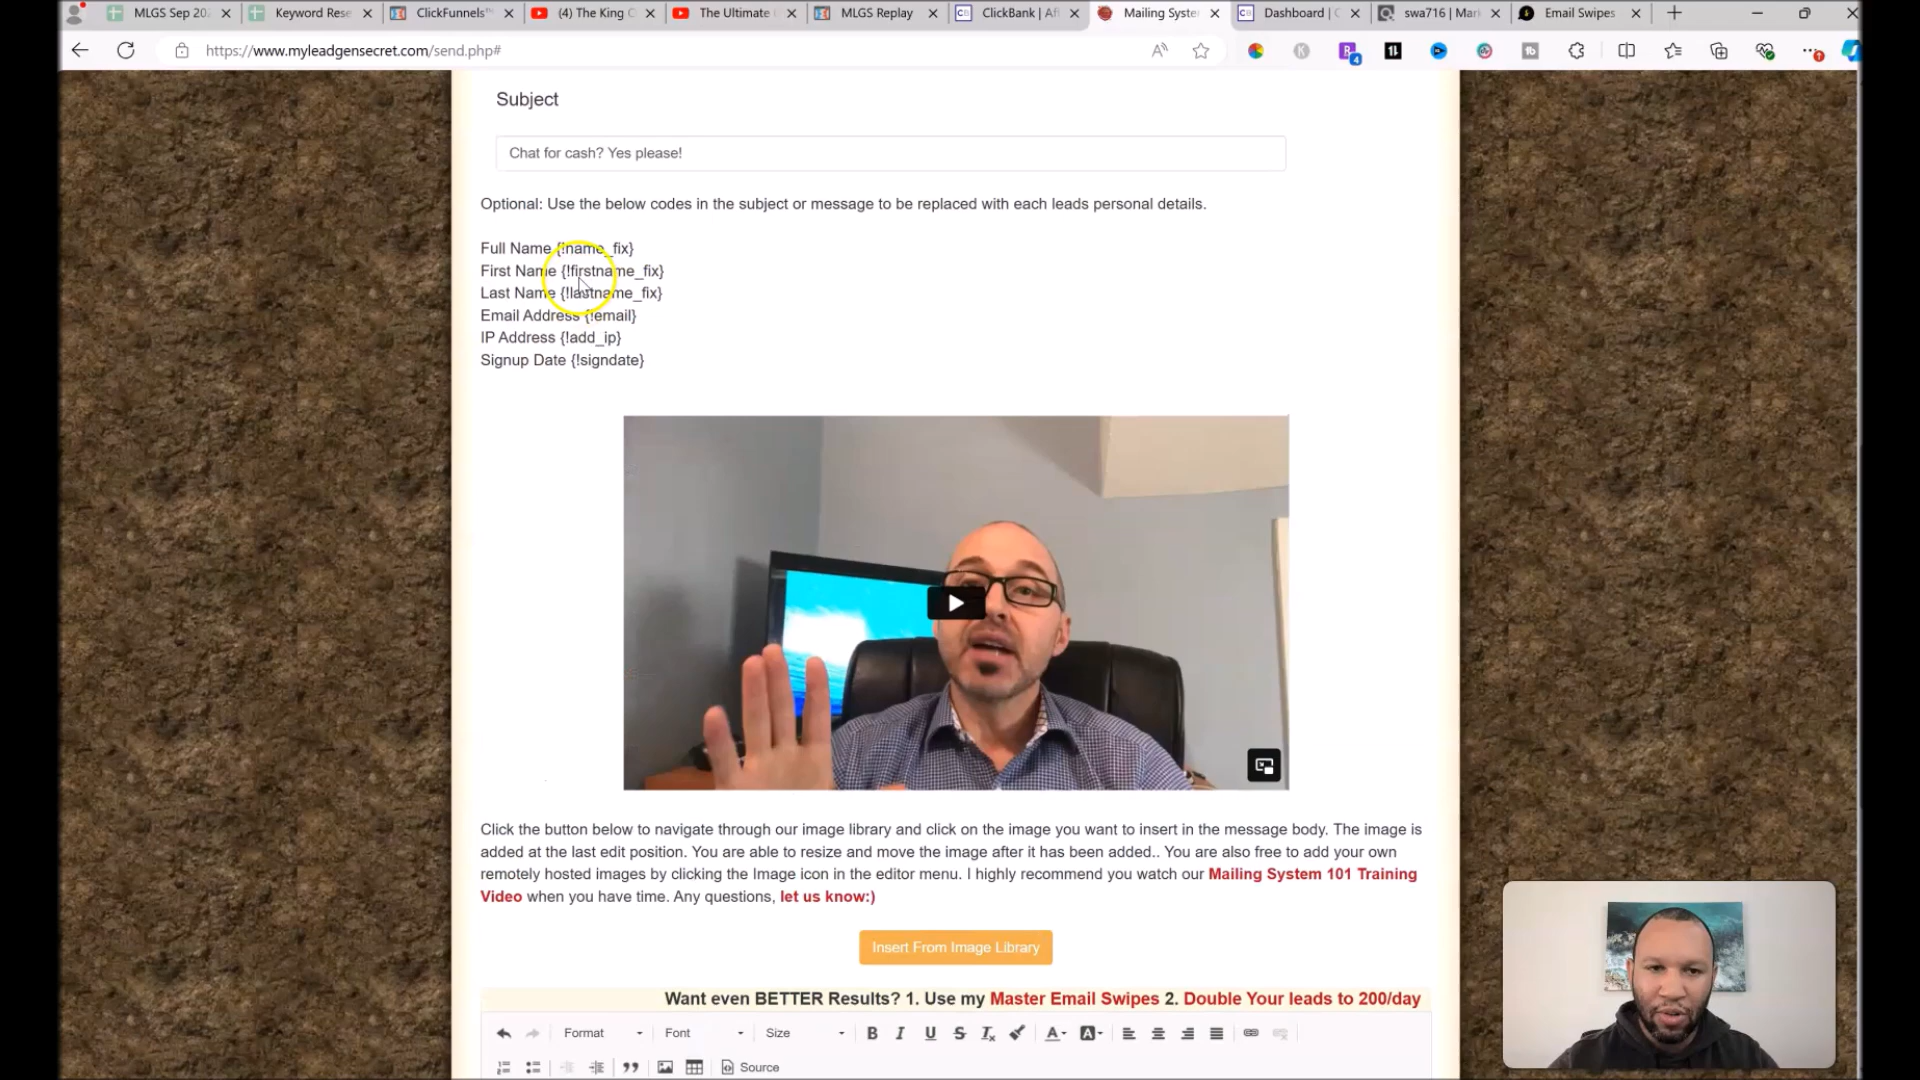 MLGS Sep 20
Keyword Rese
ClickFunnels™
(4) The King
The Ultimate
MLGS Replay
ClickBank | Aff
Mailing Syste
Dashboard | C
swa716 | Mar
Email Swipes
https://www.myleadgensecret.com/send.php#
Subject
Chat for cash? Yes please!
Optional: Use the below codes in the subject or message to be replaced with each leads personal details.
Full Name {!name_fix}
First Name {!firstname_fix}
Last Name {!lastname_fix}
Email Address {!email}
IP Address {!add_ip}
Signup Date {!signdate}
Click the button below to navigate through our image library and click on the image you want to insert in the message body. The image is
added at the last edit position. You are able to resize and move the image after it has been added.. You are also free to add your own
remotely hosted images by clicking the Image icon in the editor menu. I highly recommend you watch our Mailing System 101 Training
Video when you have time. Any questions, let us know:)
Insert From Image Library
Want even BETTER Results? 1. Use my Master Email Swipes 2. Double Your leads to 200/day
Format
Font
Size
Source